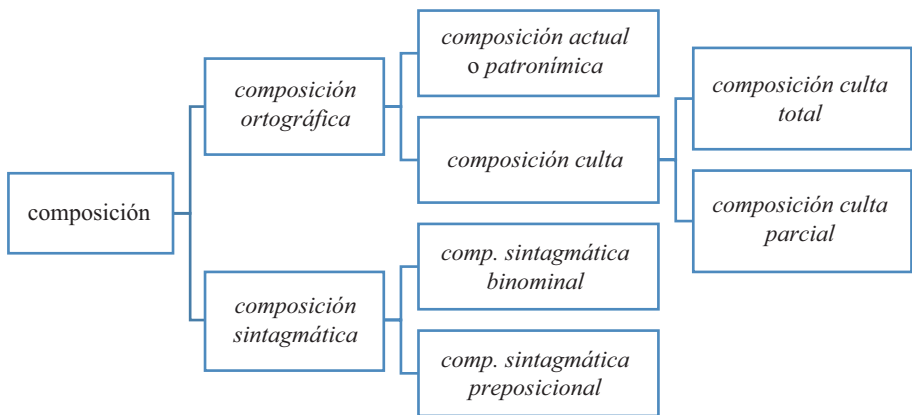 composición
composición
ortográfica
composición actual
o patronímica
composición culta
composición culta
total
composición culta
parcial
composición
sintagmática
comp. sintagmática
binominal
comp. sintagmática
preposicional